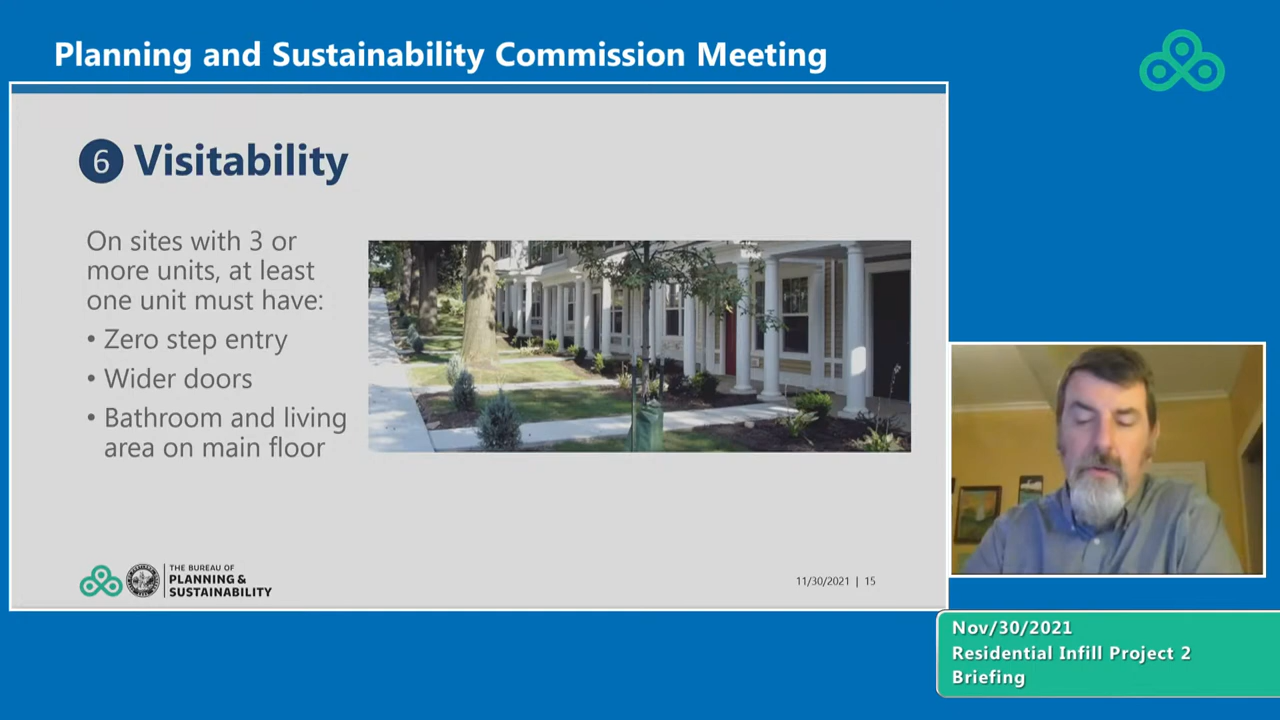 Planning and Sustainability Commission Meeting
6 Visitability
On sites with 3 or
more units, at least
one unit must have:
• Zero step entry
• Wider doors
• Bathroom and living
area on main floor
THE BUREAU OF
PLANNING &
SUSTAINABILITY
11/30/2021 | 15
Nov/30/2021
Residential Infill Project 2
Briefing